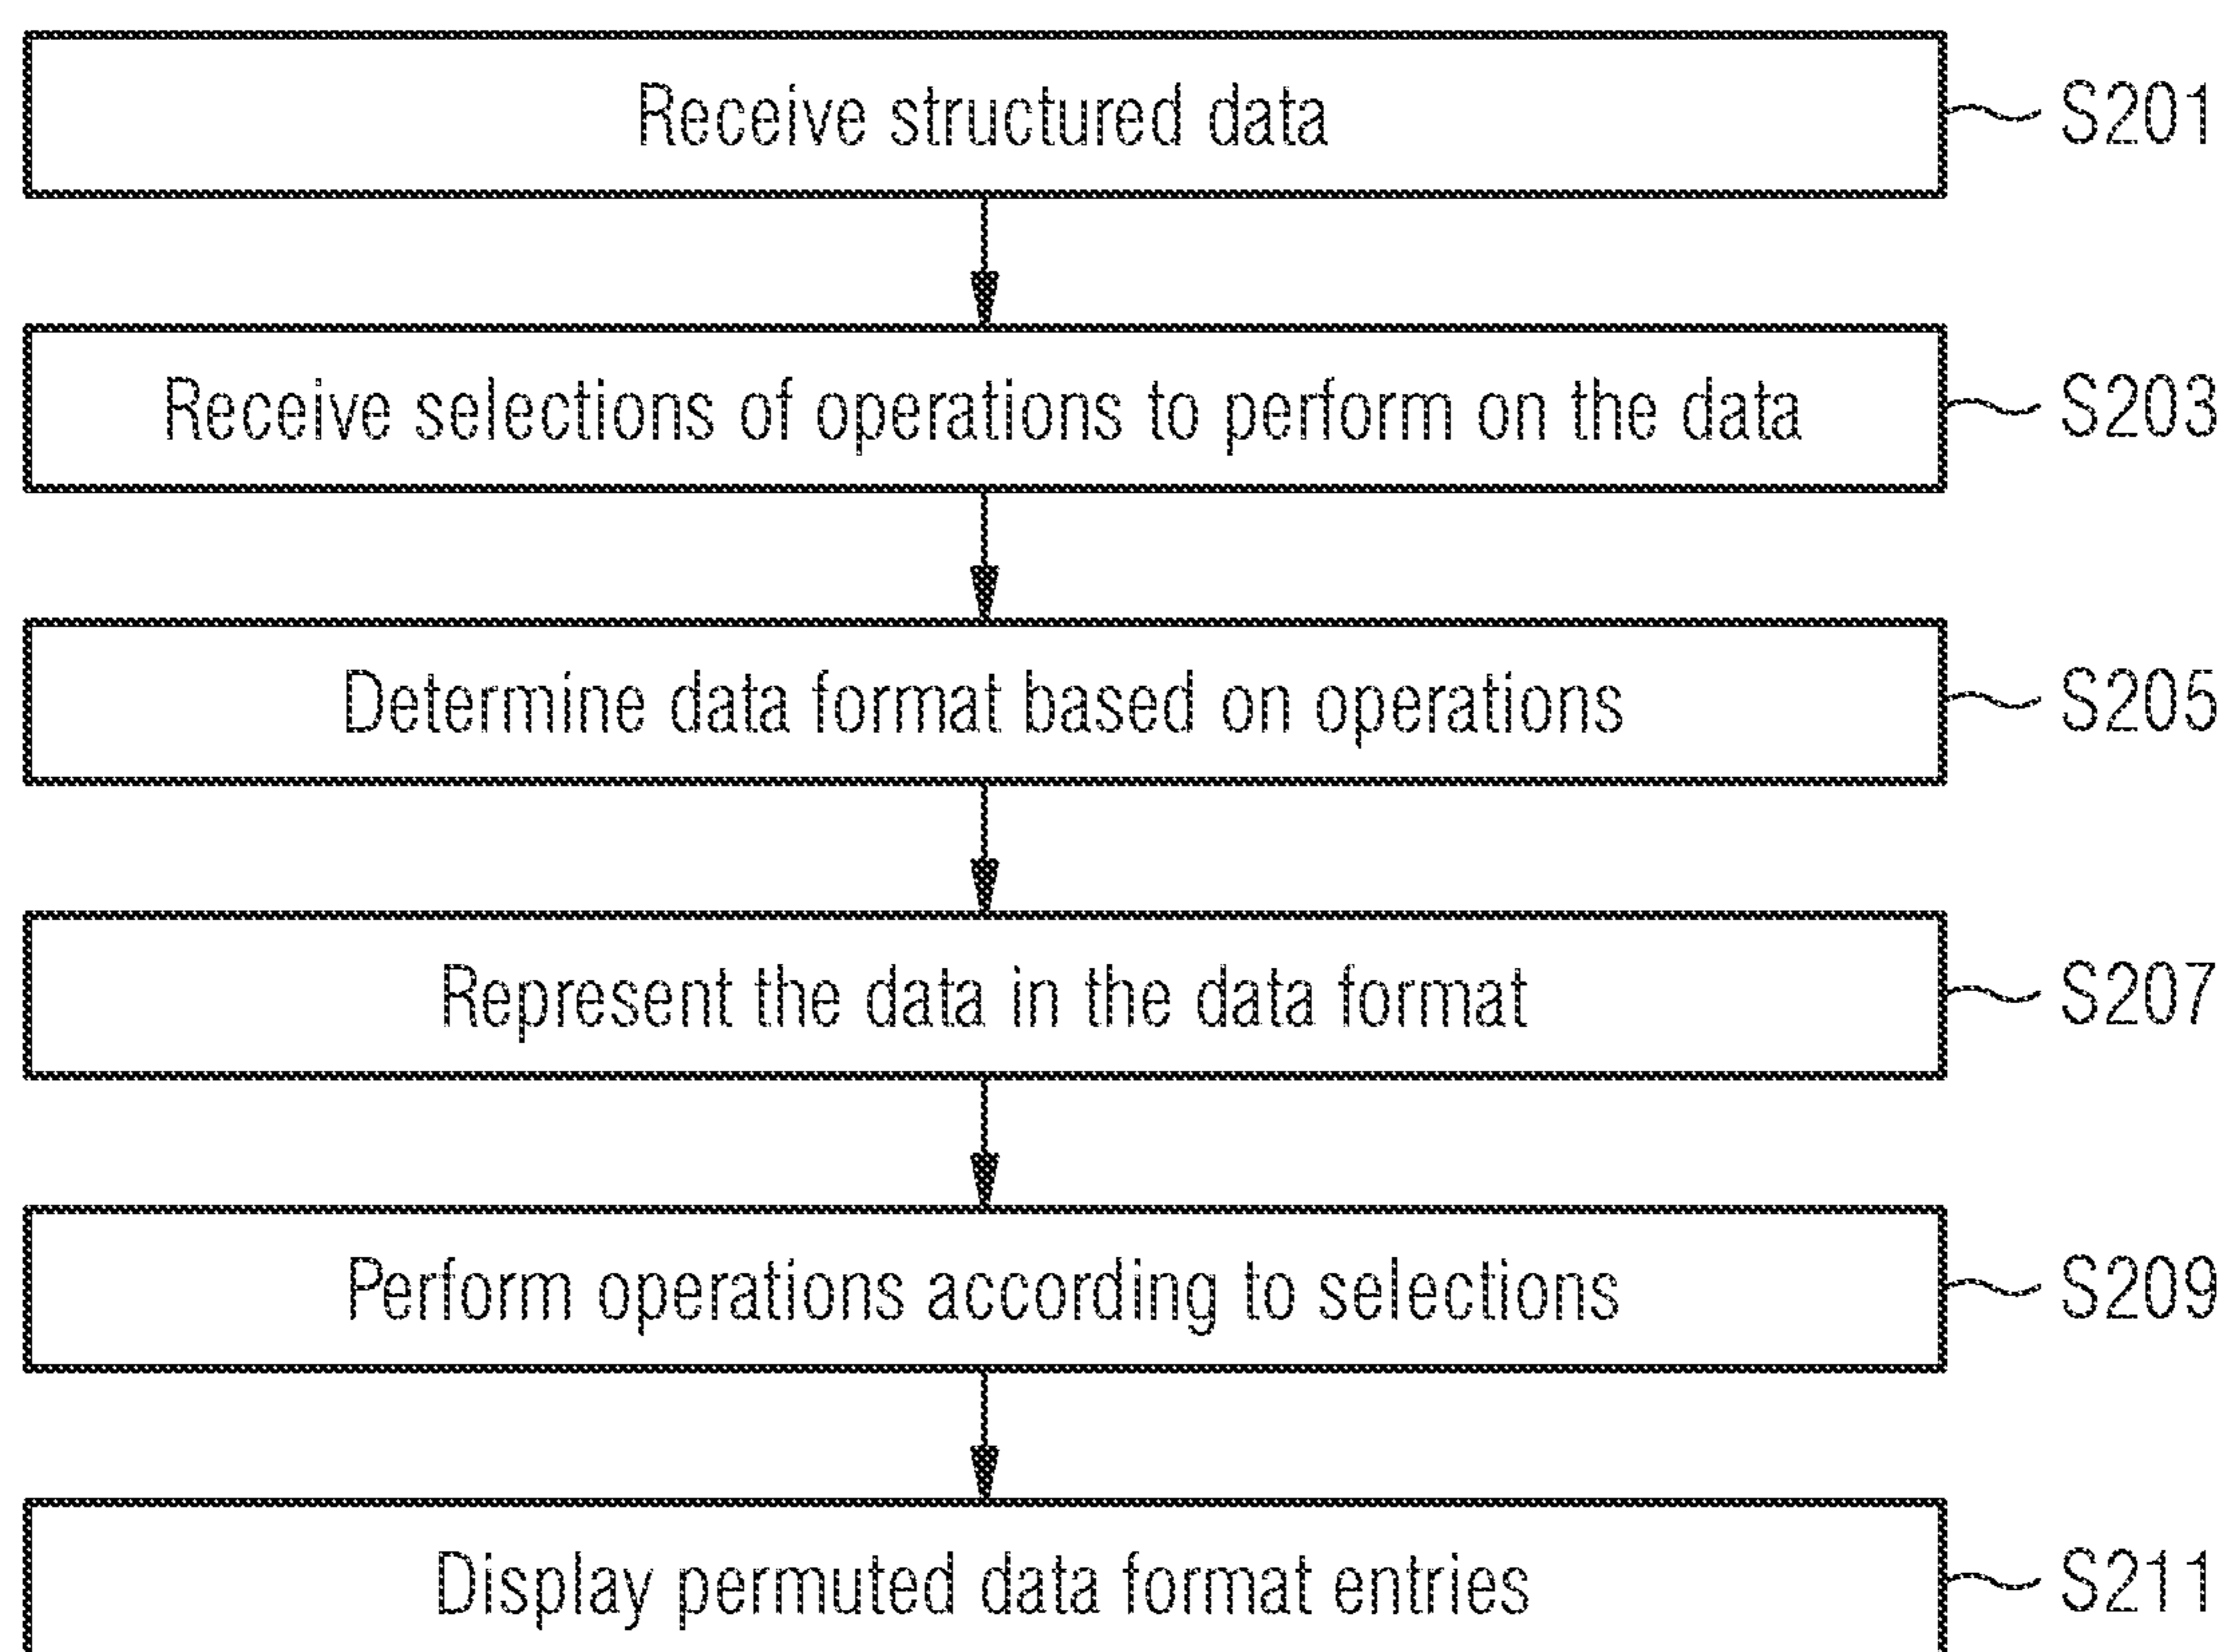 Receive structured data S201
Receive selections of operations to perform on the data S203
Determine data format based on operations S205
Represent the data in the data format S207
Perform operations according to selections S209
Display permuted data format entries S211